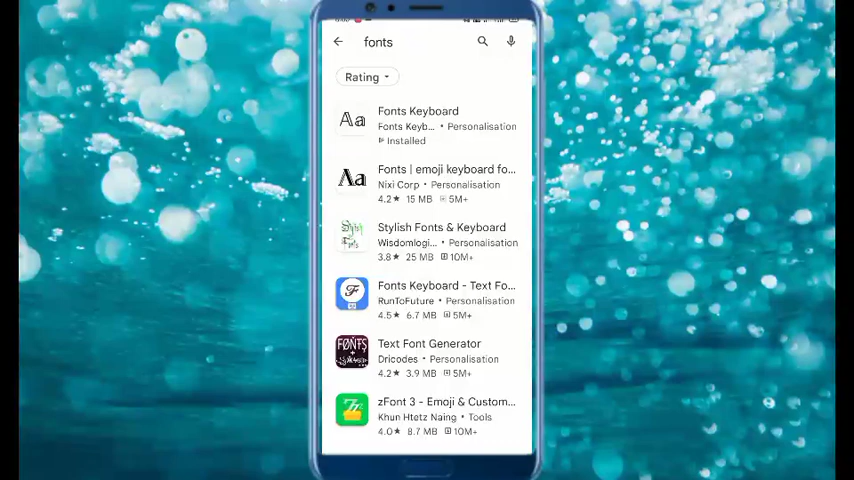 fonts
Rating
Aa
Fonts Keyboard
Fonts Keyb... • Personalisation
Installed
Aa
Fonts | emoji keyboard fo...
Nixi Corp • Personalisation
4.2★ 15 MB 5M+
Stylish Fonts & Keyboard
Wisdomlogi... • Personalisation
3.8★ 25 MB 10M+
Fonts Keyboard - Text Fo...
RunToFuture • Personalisation
4.5★ 6.7 MB 5M+
FONTS
Text Font Generator
Dricodes • Personalisation
4.2★ 3.9 MB 5M+
zFont 3 - Emoji & Custom...
Khun Htetz Naing • Tools
4.0★ 8.7 MB 10M+